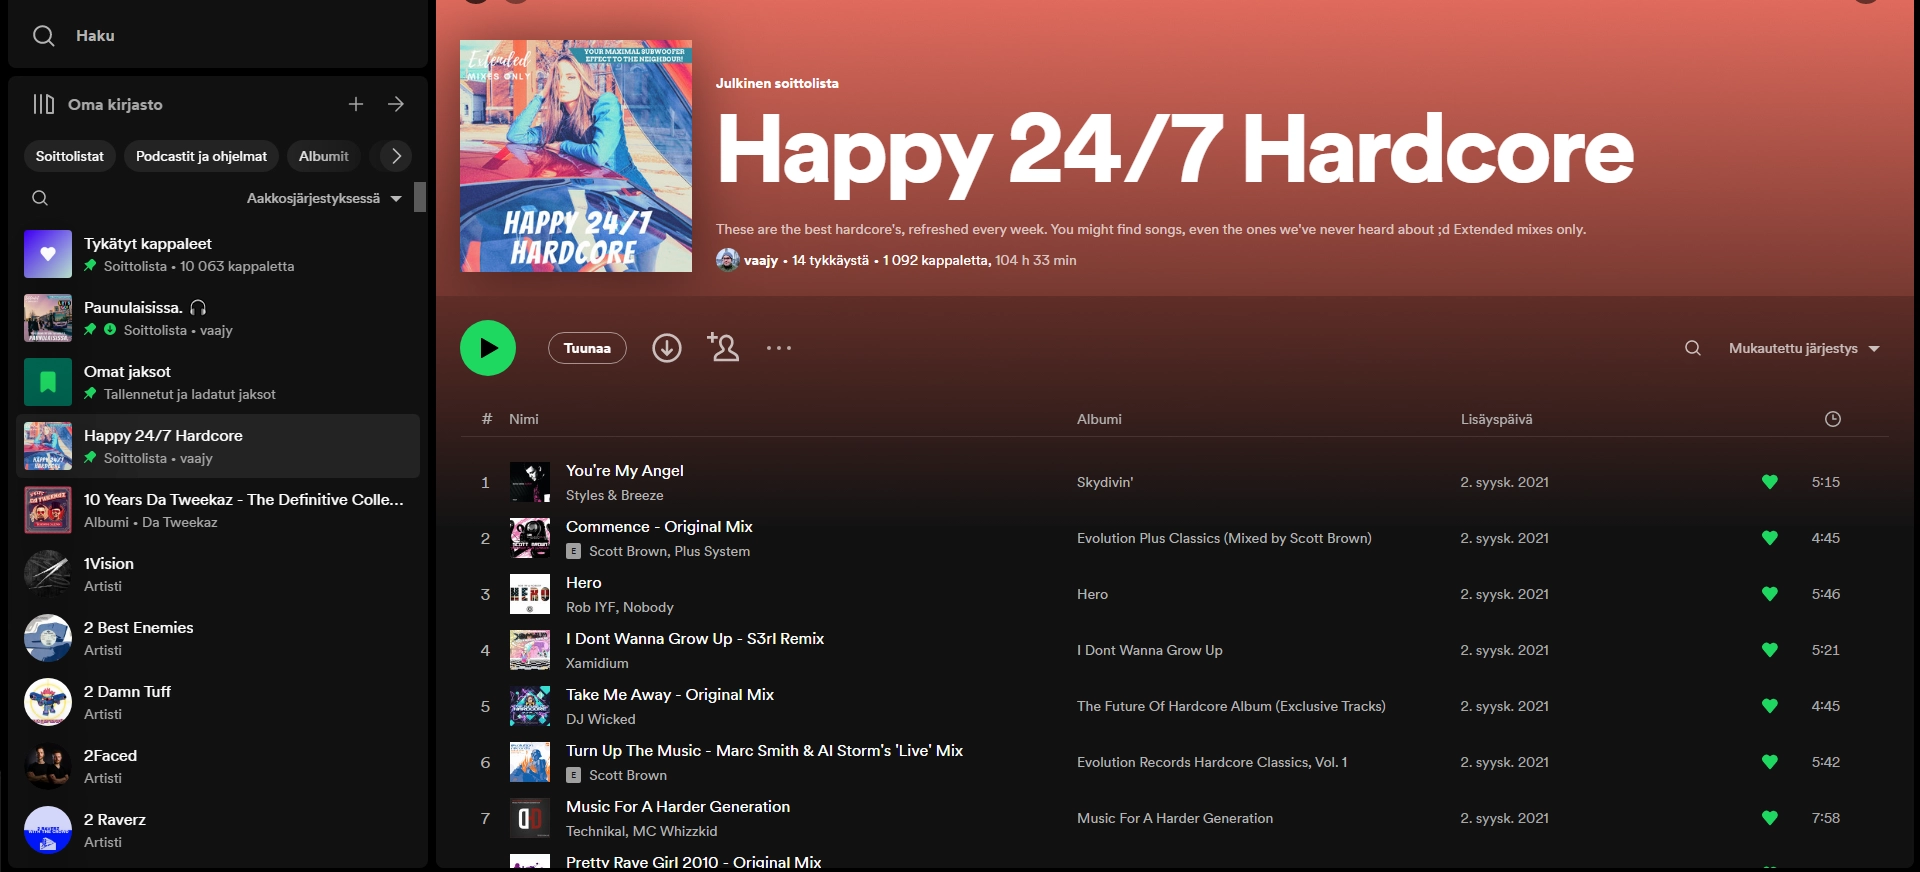 Haku
Oma kirjasto
Soittolistat
Podcastit ja ohjelmat
Albumit
Aakkosjärjestyksessä
Tykätyt kappaleet
Soittolista • 10 063 kappaletta
Paunulaisissa. 🎧
Soittolista • vaajy
Omat jaksot
Tallennetut ja ladatut jaksot
Happy 24/7 Hardcore
Soittolista • vaajy
10 Years Da Tweekaz - The Definitive Colle...
Albumi • Da Tweekaz
1Vision
Artisti
2 Best Enemies
Artisti
2 Damn Tuff
Artisti
2Faced
Artisti
2 Raverz
Artisti
Extended
MIXES ONLY
YOUR MAXIMAL SUBWOOFER
EFFECT TO THE NEIGHBOUR!
HAPPY 24/7
HARDCORE
Julkinen soittolista
Happy 24/7 Hardcore
These are the best hardcore's, refreshed every week. You might find songs, even the ones we've never heard about ;d Extended mixes only.
vaajy • 14 tykkäystä • 1 092 kappaletta, 104 h 33 min
Tuunaa
Mukautettu järjestys
# Nimi Albumi Lisäyspäivä
1 You're My Angel Skydivin' 2. syysk. 2021 5:15
Styles & Breeze
2 Commence - Original Mix Evolution Plus Classics (Mixed by Scott Brown) 2. syysk. 2021 4:45
E Scott Brown, Plus System
3 Hero Hero 2. syysk. 2021 5:46
Rob IYF, Nobody
4 I Dont Wanna Grow Up - S3rl Remix I Dont Wanna Grow Up 2. syysk. 2021 5:21
Xamidium
5 Take Me Away - Original Mix The Future Of Hardcore Album (Exclusive Tracks) 2. syysk. 2021 4:45
DJ Wicked
6 Turn Up The Music - Marc Smith & Al Storm's 'Live' Mix Evolution Records Hardcore Classics, Vol. 1 2. syysk. 2021 5:42
E Scott Brown
7 Music For A Harder Generation Music For A Harder Generation 2. syysk. 2021 7:58
Technikal, MC Whizzkid
Pretty Rave Girl 2010 - Original Mix